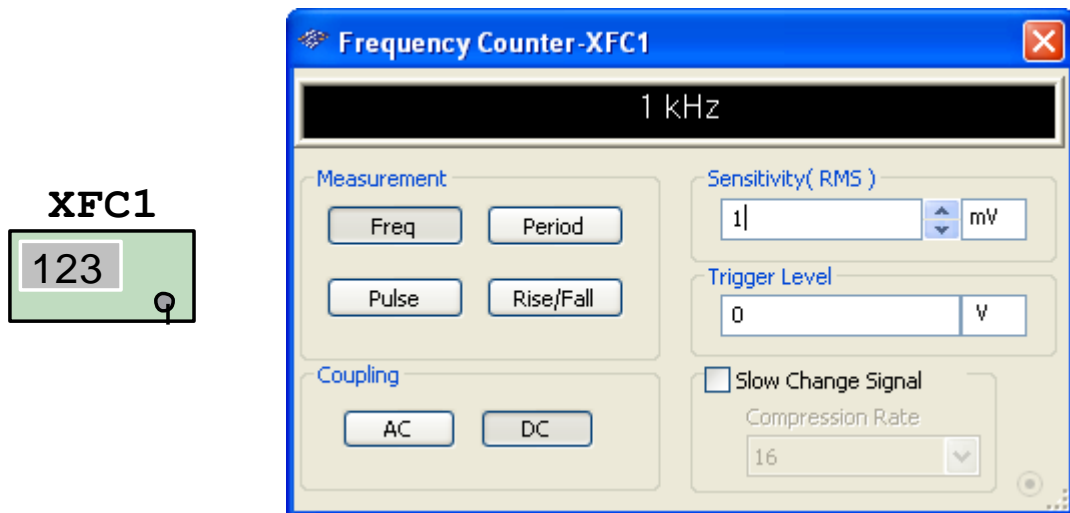 XFC1
123
Frequency Counter-XFC1
1 kHz
Measurement
Freq Period
Pulse Rise/Fall
Coupling
AC DC
Sensitivity( RMS )
1 mV
Trigger Level
0 V
Slow Change Signal
Compression Rate
16